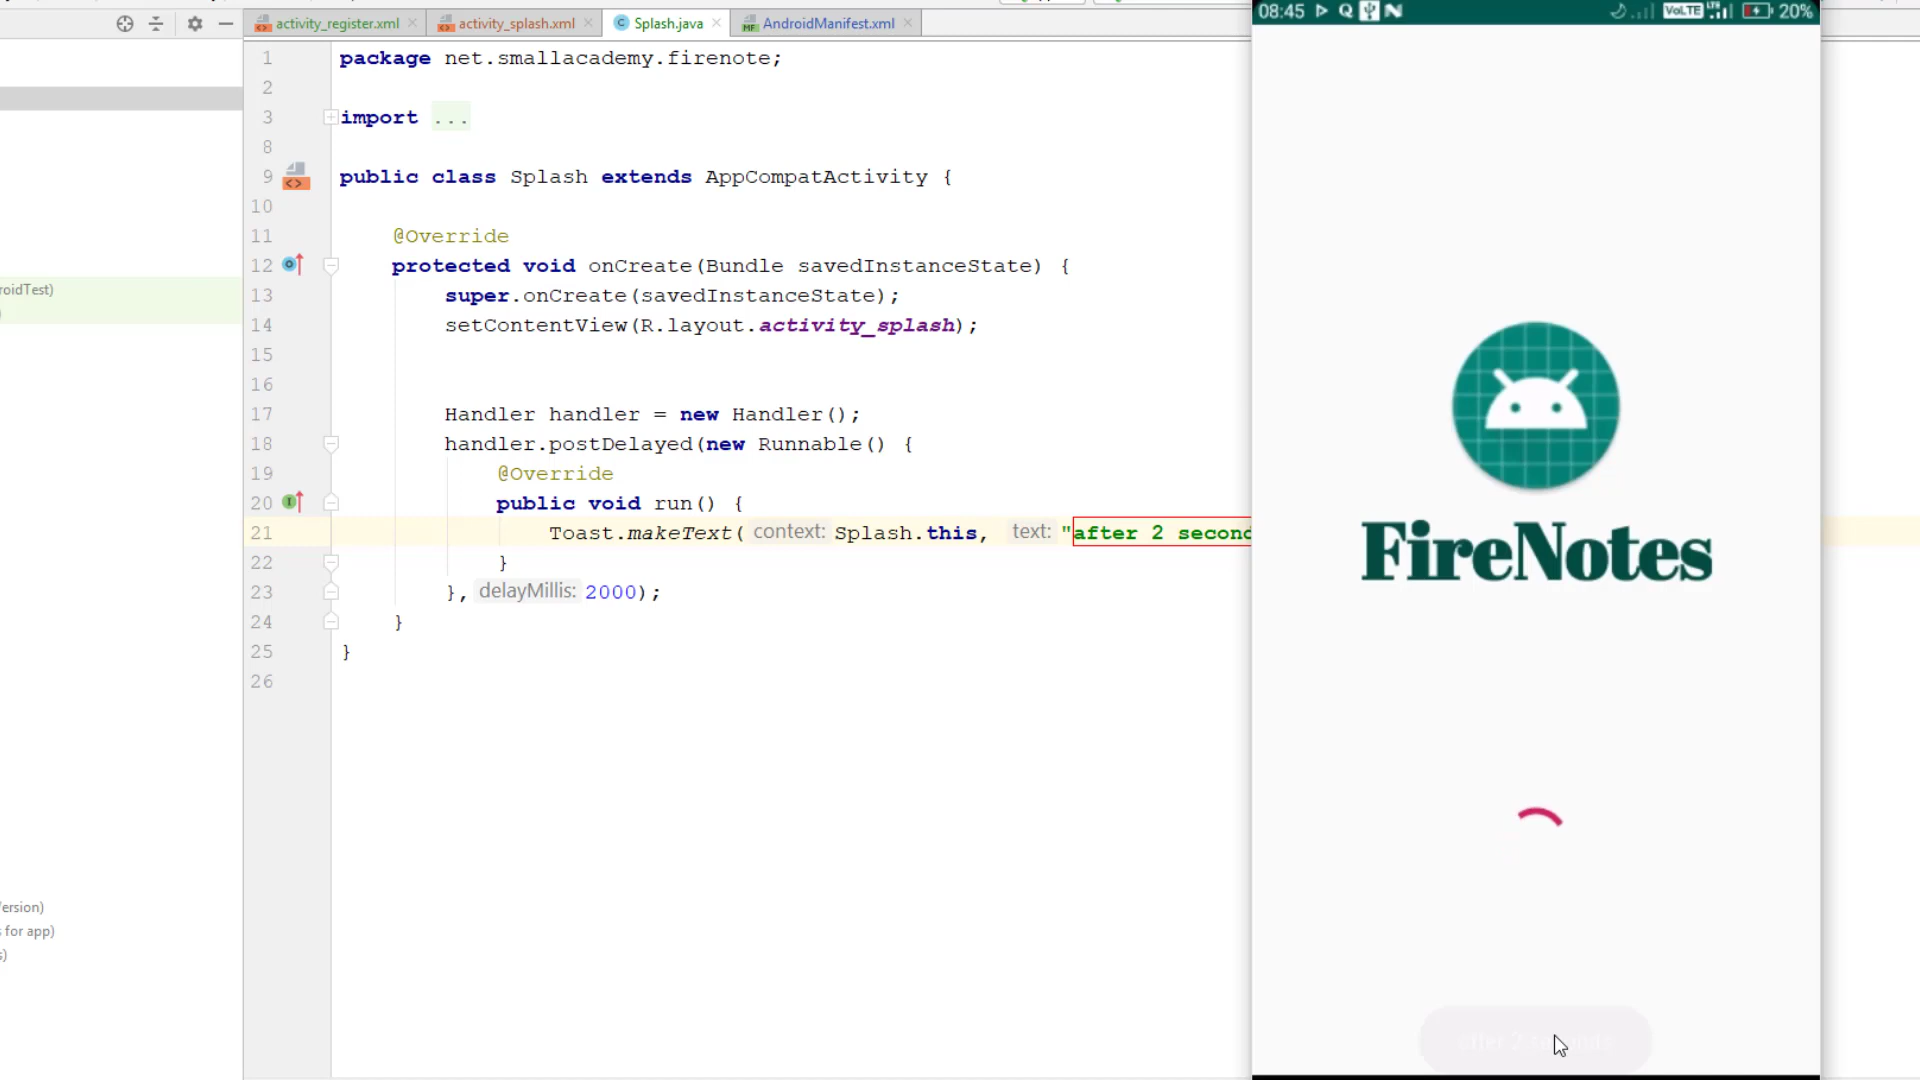 activity_register.xml
activity_splash.xml
Splash.java
AndroidManifest.xml
1 package net.smallacademy.firenote;
2
3 import ...
8
9 public class Splash extends AppCompatActivity {
10
11 @Override
12 protected void onCreate(Bundle savedInstanceState) {
13 super.onCreate(savedInstanceState);
14 setContentView(R.layout.activity_splash);
15
16
17 Handler handler = new Handler();
18 handler.postDelayed(new Runnable() {
19 @Override
20 public void run() {
21 Toast.makeText( context: Splash.this, text: "after 2 second
22 }
23 }, delayMillis: 2000);
24 }
25 }
26
roidTest)
)
ersion)
s for app)
s)
08:45
VoLTE
20%
FireNotes